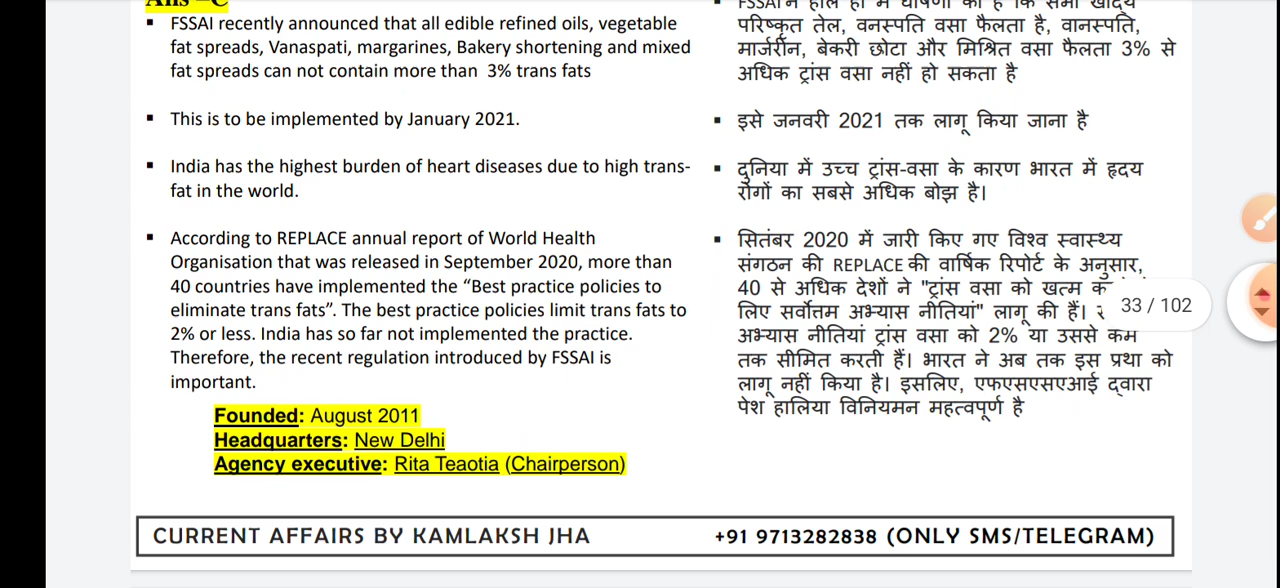 Ans –C
FSSAI recently announced that all edible refined oils, vegetable
fat spreads, Vanaspati, margarines, Bakery shortening and mixed
fat spreads can not contain more than 3% trans fats
This is to be implemented by January 2021.
India has the highest burden of heart diseases due to high trans-
fat in the world.
According to REPLACE annual report of World Health
Organisation that was released in September 2020, more than
40 countries have implemented the “Best practice policies to
eliminate trans fats”. The best practice policies limit trans fats to
2% or less. India has so far not implemented the practice.
Therefore, the recent regulation introduced by FSSAI is
important.
Founded: August 2011
Headquarters: New Delhi
Agency executive: Rita Teaotia (Chairperson)
FSSAI ने हाल ही में घोषणा की है कि सभी खाद्य
परिष्कृत तेल, वनस्पति वसा फैलता है, वानस्पति,
मार्जरीन, बेकरी छोटा और मिश्रित वसा फैलता 3% से
अधिक ट्रांस वसा नहीं हो सकता है
इसे जनवरी 2021 तक लागू किया जाना है
दुनिया में उच्च ट्रांस-वसा के कारण भारत में हृदय
रोगों का सबसे अधिक बोझ है।
सितंबर 2020 में जारी किए गए विश्व स्वास्थ्य
संगठन की REPLACE की वार्षिक रिपोर्ट के अनुसार,
40 से अधिक देशों ने "ट्रांस वसा को खत्म
लिए सर्वोत्तम अभ्यास नीतियां" लागू की हैं।
अभ्यास नीतियां ट्रांस वसा को 2% या उससे कम
तक सीमित करती हैं। भारत ने अब तक इस प्रथा को
लागू नहीं किया है। इसलिए, एफएसएसएआई द्वारा
पेश हालिया विनियमन महत्वपूर्ण है
33 / 102
CURRENT AFFAIRS BY KAMLAKSH JHA
+91 9713282838 (ONLY SMS/TELEGRAM)